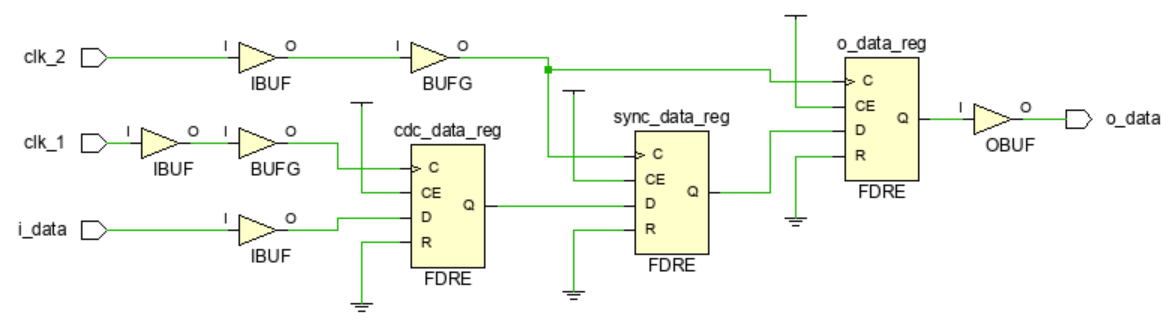 clk_2
I
O
IBUF
I
O
BUFG
clk_1
I
O
IBUF
I
O
BUFG
i_data
I
O
IBUF
cdc_data_reg
C
CE
D
R
Q
FDRE
sync_data_reg
C
CE
D
R
Q
FDRE
o_data_reg
C
CE
D
R
Q
FDRE
I
O
OBUF
o_data